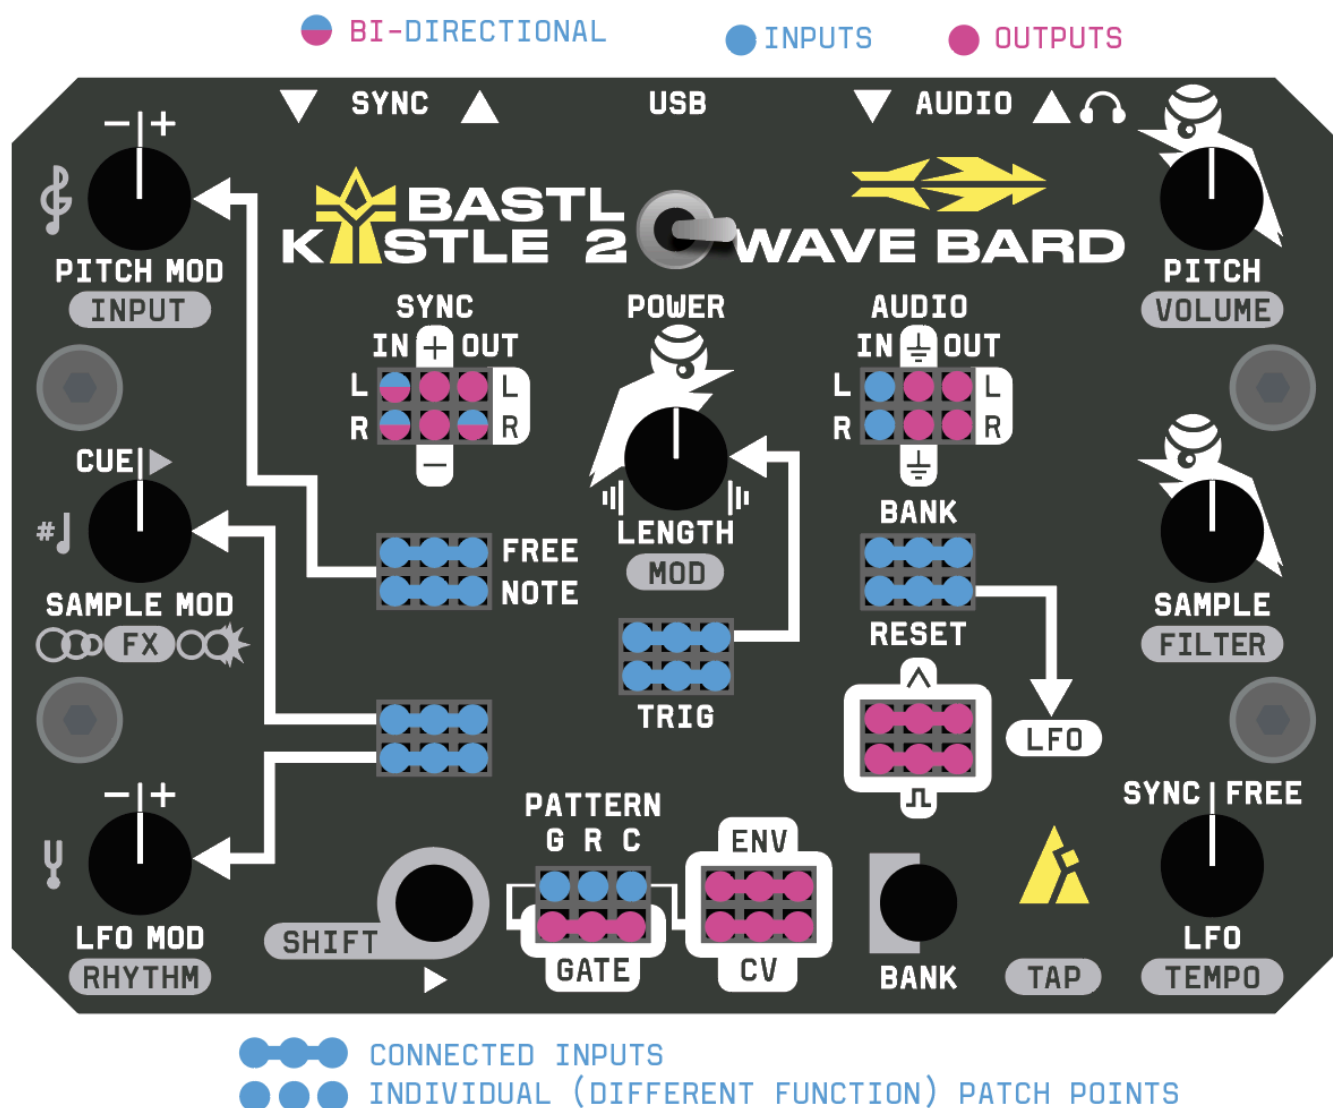 BI-DIRECTIONAL
INPUTS
OUTPUTS
SYNC
USB
AUDIO
- | +
BASTL
KASTLE 2
WAVE BARD
PITCH MOD
INPUT
PITCH
VOLUME
SYNC
IN + OUT
L
L
R
R
-
POWER
AUDIO
IN OUT
L
L
R
R
CUE
LENGTH
MOD
BANK
FREE
NOTE
#
SAMPLE MOD
FX
SAMPLE
FILTER
RESET
TRIG
LFO
- | +
PATTERN
G R C
ENV
SYNC | FREE
LFO MOD
RHYTHM
SHIFT
GATE
CV
BANK
TAP
LFO
TEMPO
CONNECTED INPUTS
INDIVIDUAL (DIFFERENT FUNCTION) PATCH POINTS